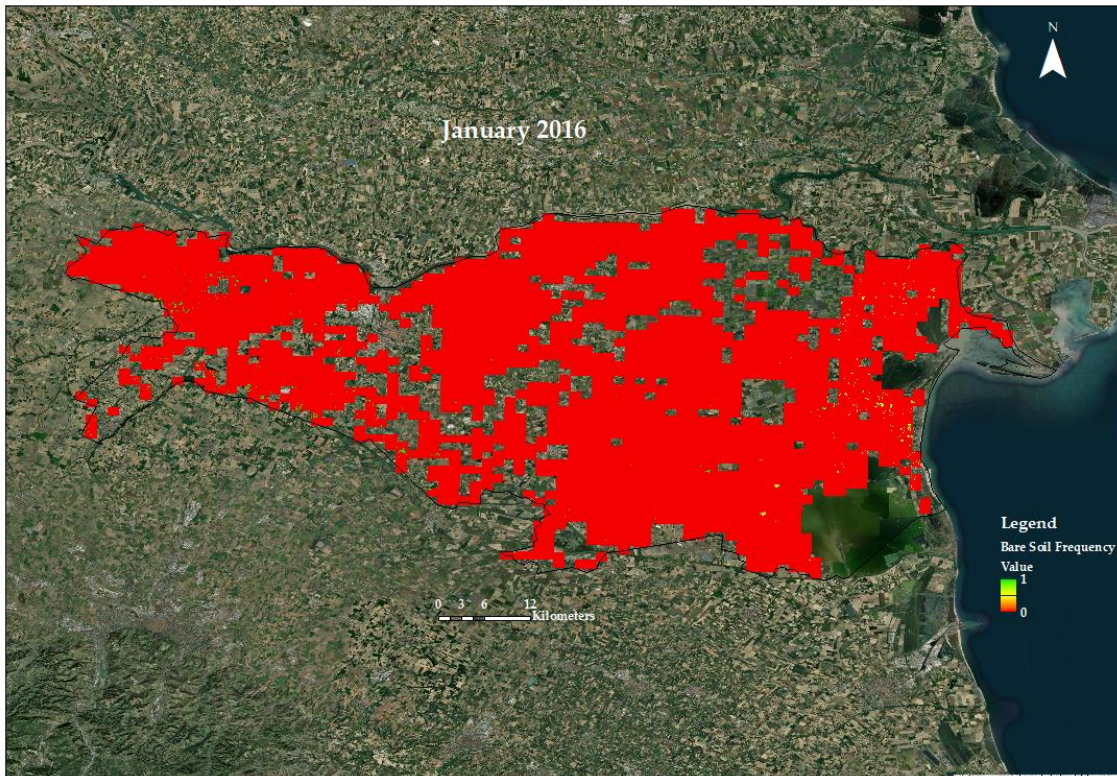 N
January 2016
Legend
Bare Soil Frequency
Value
1
0
0 3 6 12
Kilometers